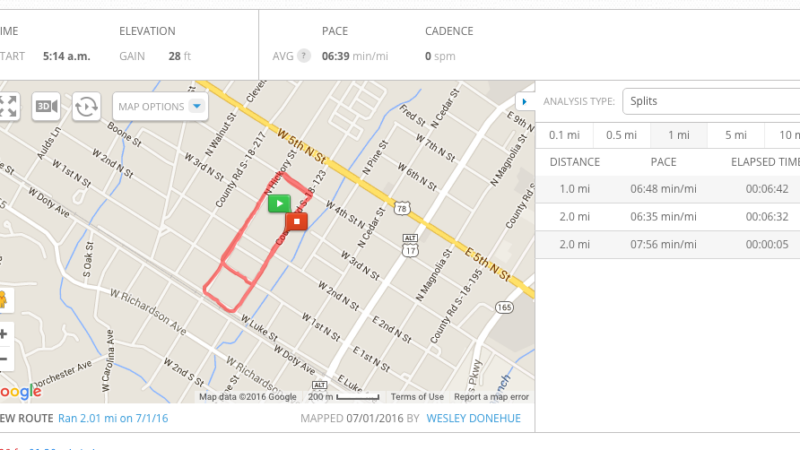 IME
ELEVATION
PACE
CADENCE
TART 5:14 a.m.
GAIN 28 ft
AVG ? 06:39 min/mi
0 spm
3D
MAP OPTIONS
ANALYSIS TYPE: Splits
0.1 mi 0.5 mi 1 mi 5 mi 10 m
DISTANCE PACE ELAPSED TIME
1.0 mi 06:48 min/mi 00:06:42
2.0 mi 06:35 min/mi 00:06:32
2.0 mi 07:56 min/mi 00:00:05
Aulds Ln
Boone St
N Walnut St
Cleve
County Rd S-18-217
W 5th N St
N Hickory St
W 3rd N St
W 2nd N St
W 1st N St
W Doty Ave
S Oak St
W Richardson Ave
W Carolina Ave
orchester Ave
W 2nd S St
W Luke St
W Doty Ave
W Richardson
W 4th N St
N Pine St
N Cedar St
Fred St
N Cedar St
W 7th N St
W 6th N St
E 9th N
N Magnolia St
County Rd S
78
ALT
17
E 5th N St
W 3rd N St
N Magnolia St
County Rd S-18-195
165
W 2nd N St
E 2nd N St
W 1st N St
E 1st N St
E Luke
ALT
Pkwy
nch
oogle
Map data ©2016 Google
200 m
Terms of Use
Report a map error
EW ROUTE Ran 2.01 mi on 7/1/16
MAPPED 07/01/2016 BY WESLEY DONEHUE